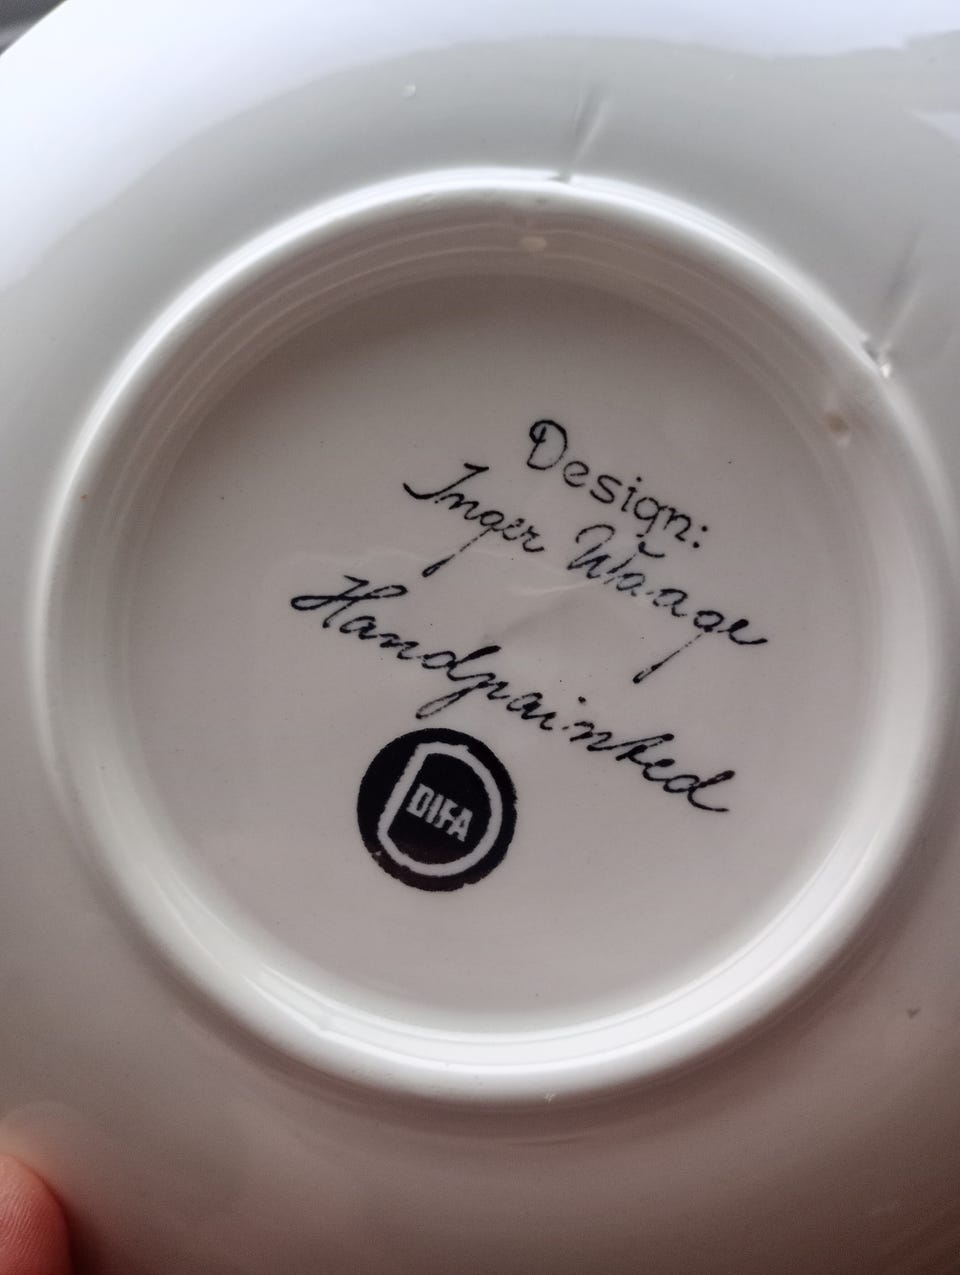 Design:
Inger Waage
Handpainted
DIFA